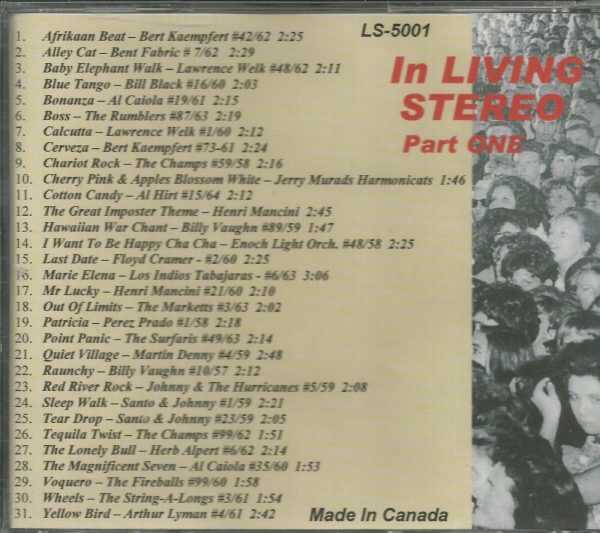 LS-5001
In LIVING
STEREO
Part ONE
1. Afrikaan Beat – Bert Kaempfert #42/62 2:25
2. Alley Cat – Bent Fabric # 7/62 2:29
3. Baby Elephant Walk – Lawrence Welk #48/62 2:11
4. Blue Tango – Bill Black #16/60 2:03
5. Bonanza – Al Caiola #19/61 2:15
6. Boss – The Rumblers #87/63 2:19
7. Calcutta – Lawrence Welk #1/60 2:12
8. Cerveza – Bert Kaempfert #73-61 2:24
9. Chariot Rock – The Champs #59/58 2:16
10. Cherry Pink & Apples Blossom White – Jerry Murads Harmonicats 1:46
11. Cotton Candy – Al Hirt #15/64 2:12
12. The Great Imposter Theme – Henri Mancini 2:45
13. Hawaiian War Chant – Billy Vaughn #89/59 1:47
14. I Want To Be Happy Cha Cha – Enoch Light Orch. #48/58 2:25
15. Last Date – Floyd Cramer - #2/60 2:25
16. Marie Elena – Los Indios Tabajaras - #6/63 3:06
17. Mr Lucky – Henri Mancini #21/60 2:10
18. Out Of Limits – The Marketts #3/63 2:02
19. Patricia – Perez Prado #1/58 2:18
20. Point Panic – The Surfaris #49/63 2:14
21. Quiet Village – Martin Denny #4/59 2:48
22. Raunchy – Billy Vaughn #10/57 2:12
23. Red River Rock – Johnny & The Hurricanes #5/59 2:08
24. Sleep Walk – Santo & Johnny #1/59 2:21
25. Tear Drop – Santo & Johnny #23/59 2:05
26. Tequila Twist – The Champs #99/62 1:51
27. The Lonely Bull – Herb Alpert #6/62 2:14
28. The Magnificent Seven – Al Caiola #35/60 1:53
29. Voquero – The Fireballs #99/60 1:58
30. Wheels – The String-A-Longs #3/61 1:54
31. Yellow Bird – Arthur Lyman #4/61 2:42
Made In Canada